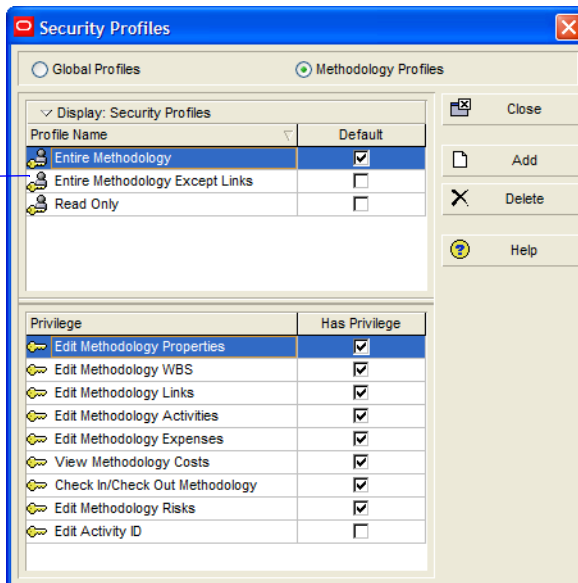 Security Profiles
Global Profiles Methodology Profiles
Display: Security Profiles
Profile Name Default
Entire Methodology
Entire Methodology Except Links
Read Only
Close
Add
Delete
Help
Privilege Has Privilege
Edit Methodology Properties
Edit Methodology WBS
Edit Methodology Links
Edit Methodology Activities
Edit Methodology Expenses
View Methodology Costs
Check In/Check Out Methodology
Edit Methodology Risks
Edit Activity ID